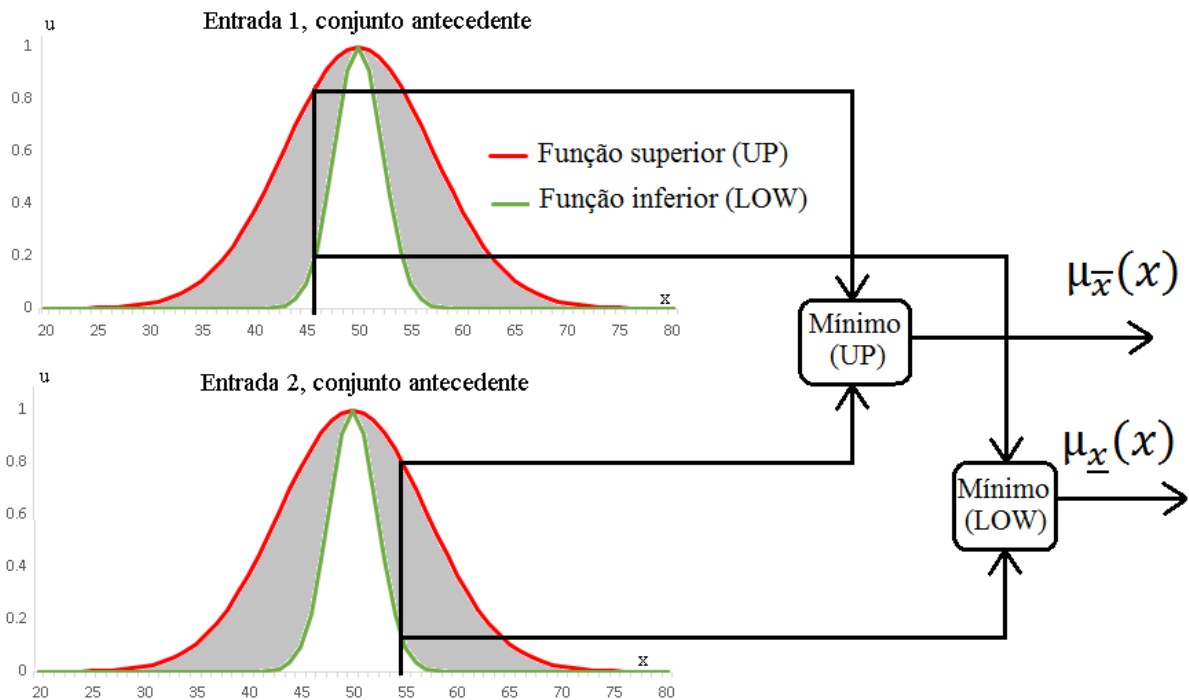 Entrada 1, conjunto antecedente
u
1
0.8
0.6
0.4
0.2
0
20 25 30 35 40 45 50 55 60 65 70 75 80
x
Função superior (UP)
Função inferior (LOW)
Entrada 2, conjunto antecedente
u
1
0.8
0.6
0.4
0.2
0
20 25 30 35 40 45 50 55 60 65 70 75 80
x
Mínimo
(UP)
μ_x̅(x)
Mínimo
(LOW)
μ_x̲(x)